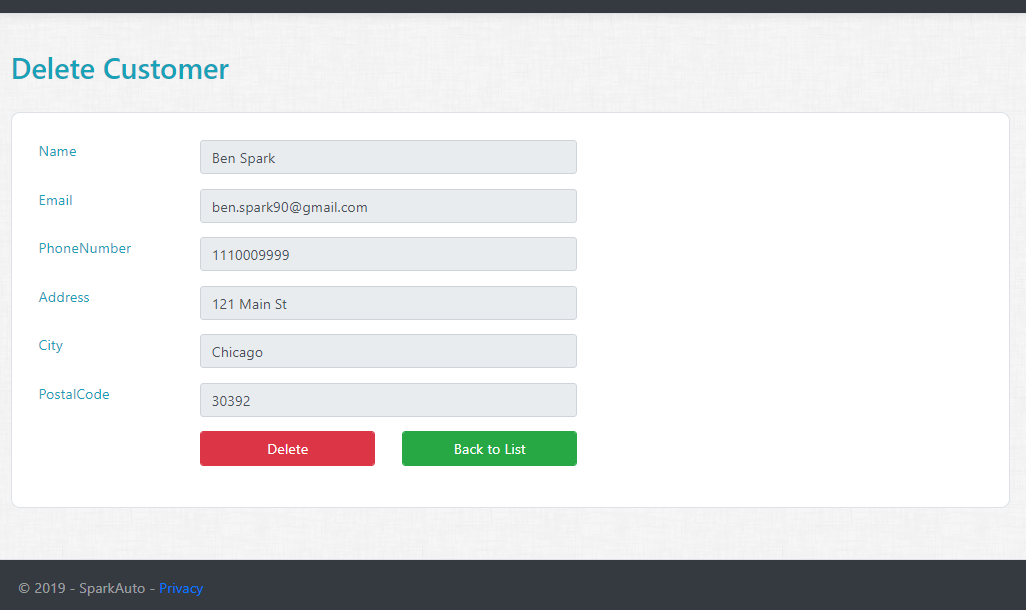 Delete Customer
Name Ben Spark
Email ben.spark90@gmail.com
PhoneNumber 1110009999
Address 121 Main St
City Chicago
PostalCode 30392
Delete Back to List
© 2019 - SparkAuto - Privacy